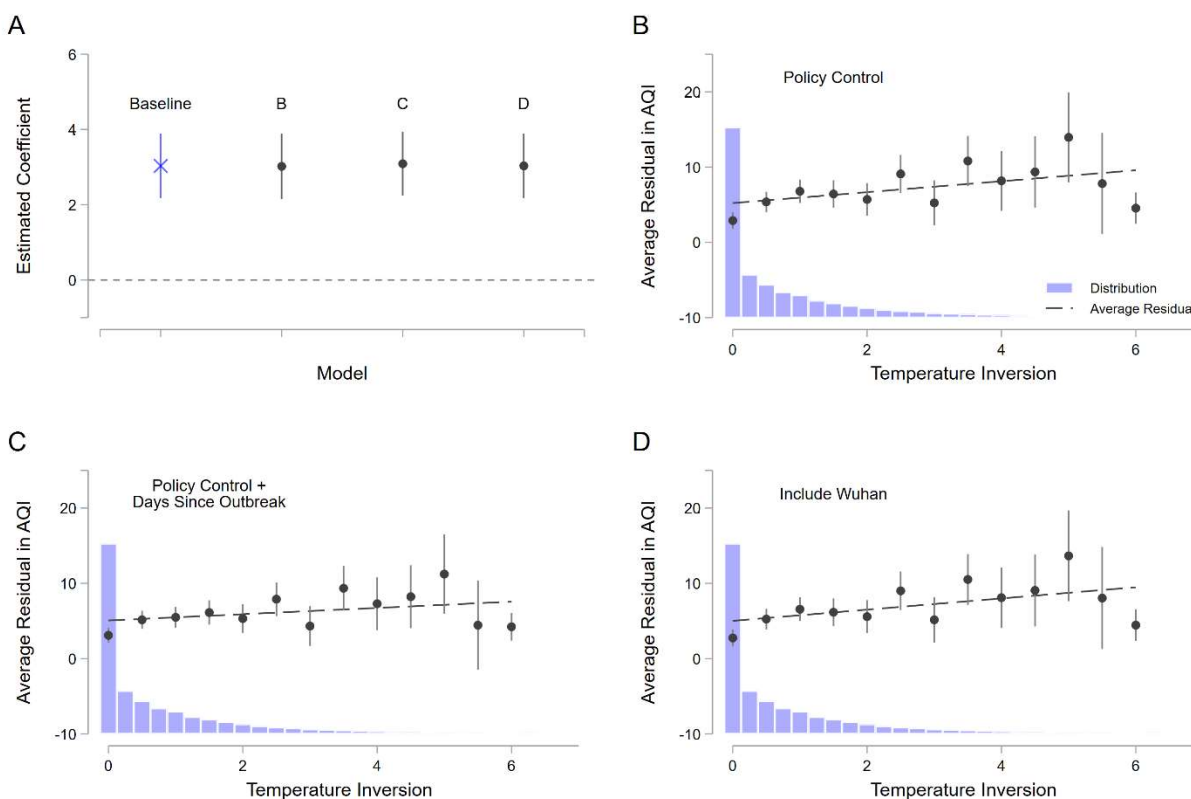 A
6
4
2
0
Estimated Coefficient
Baseline
B
C
D
Model
B
20
10
0
-10
Average Residual in AQI
Policy Control
Distribution
Average Residual
0
2
4
6
Temperature Inversion
C
20
10
0
-10
Average Residual in AQI
Policy Control +
Days Since Outbreak
0
2
4
6
Temperature Inversion
D
20
10
0
-10
Average Residual in AQI
Include Wuhan
0
2
4
6
Temperature Inversion